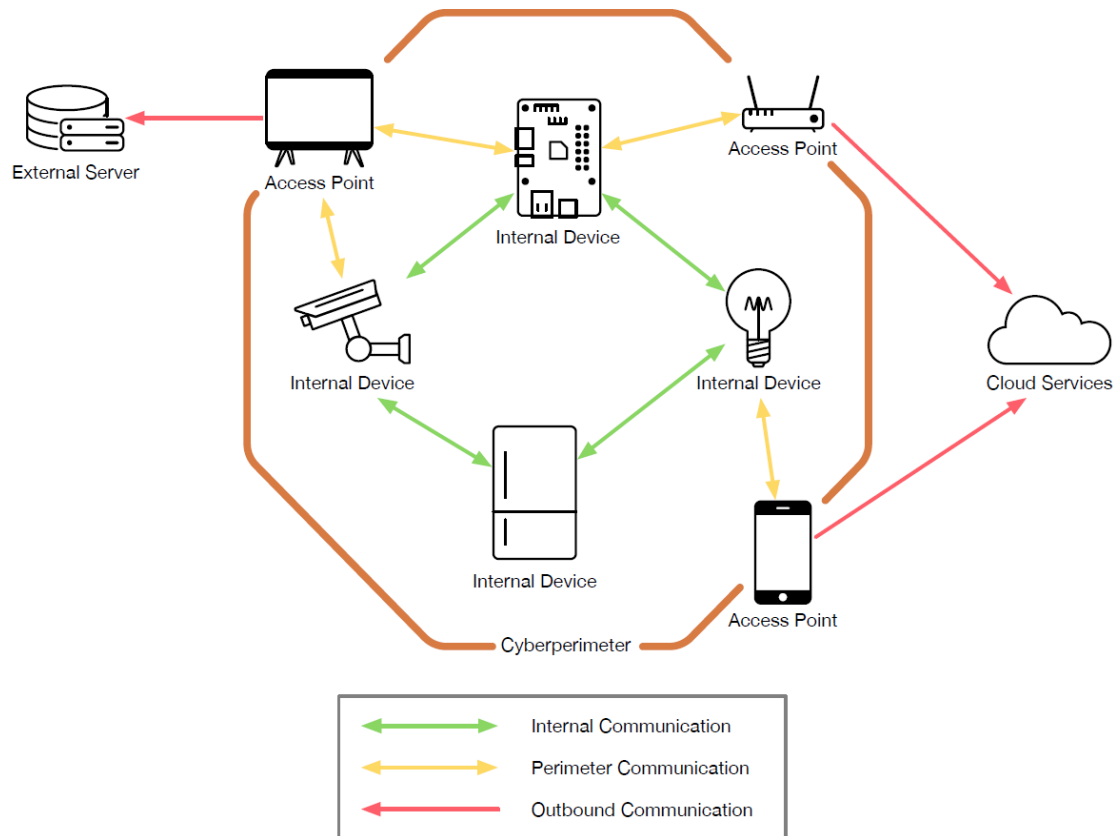 External Server
Access Point
Access Point
Internal Device
Internal Device
Internal Device
Cloud Services
Internal Device
Access Point
Cyberperimeter
Internal Communication
Perimeter Communication
Outbound Communication